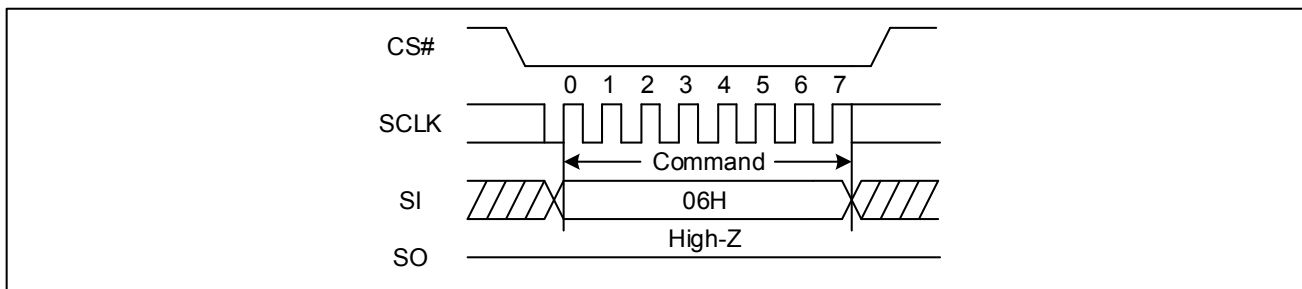 CS#
0 1 2 3 4 5 6 7
SCLK
Command
SI
06H
High-Z
SO